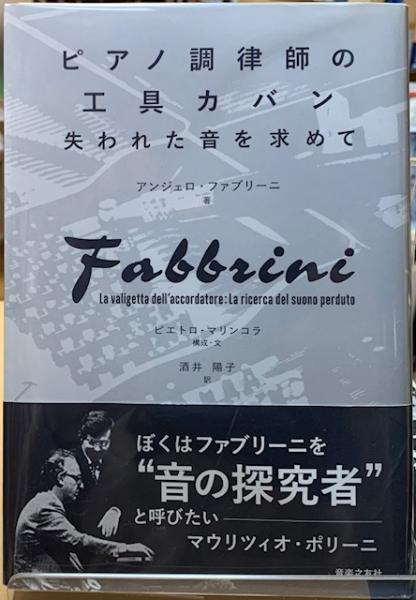 ピアノ調律師の
工具カバン
失われた音を求めて
アンジェロ・ファブリーニ
著
Fabbrini
La valigetta dell'accordatore: La ricerca del suono perduto
ピエトロ・マリンコラ
構成・文
酒井 陽子
訳
ぼくはファブリーニを
“音の探究者”
と呼びたい
マウリツィオ・ポリーニ
音楽之友社